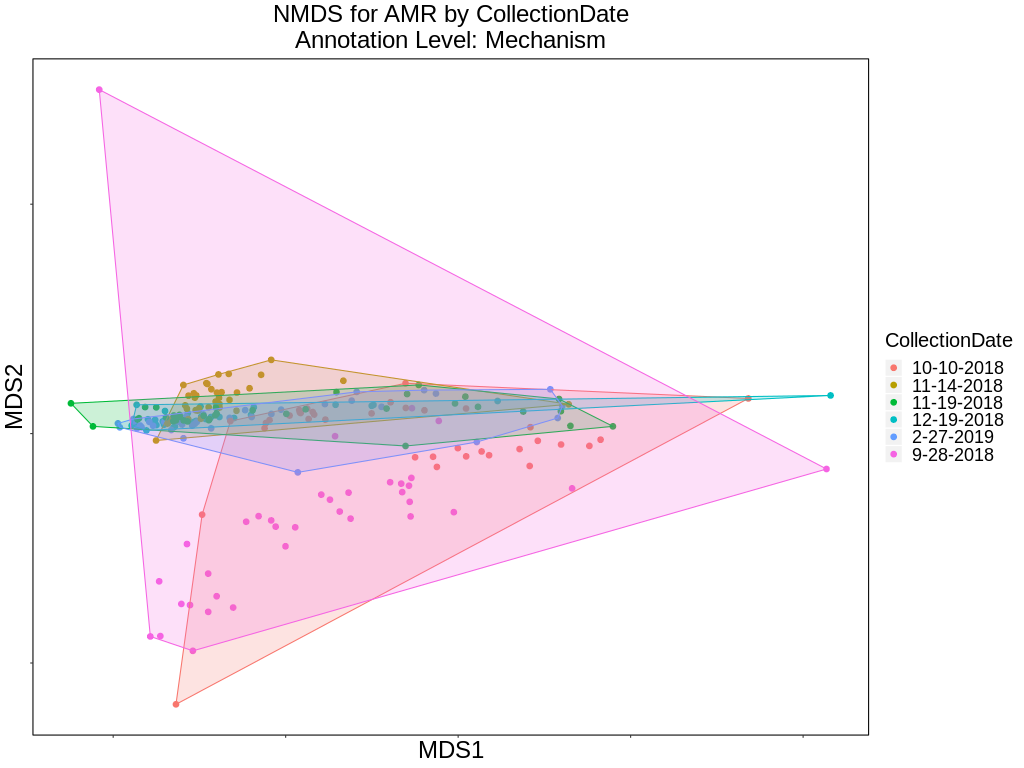 NMDS for AMR by CollectionDate
Annotation Level: Mechanism
MDS2
MDS1
CollectionDate
10-10-2018
11-14-2018
11-19-2018
12-19-2018
2-27-2019
9-28-2018